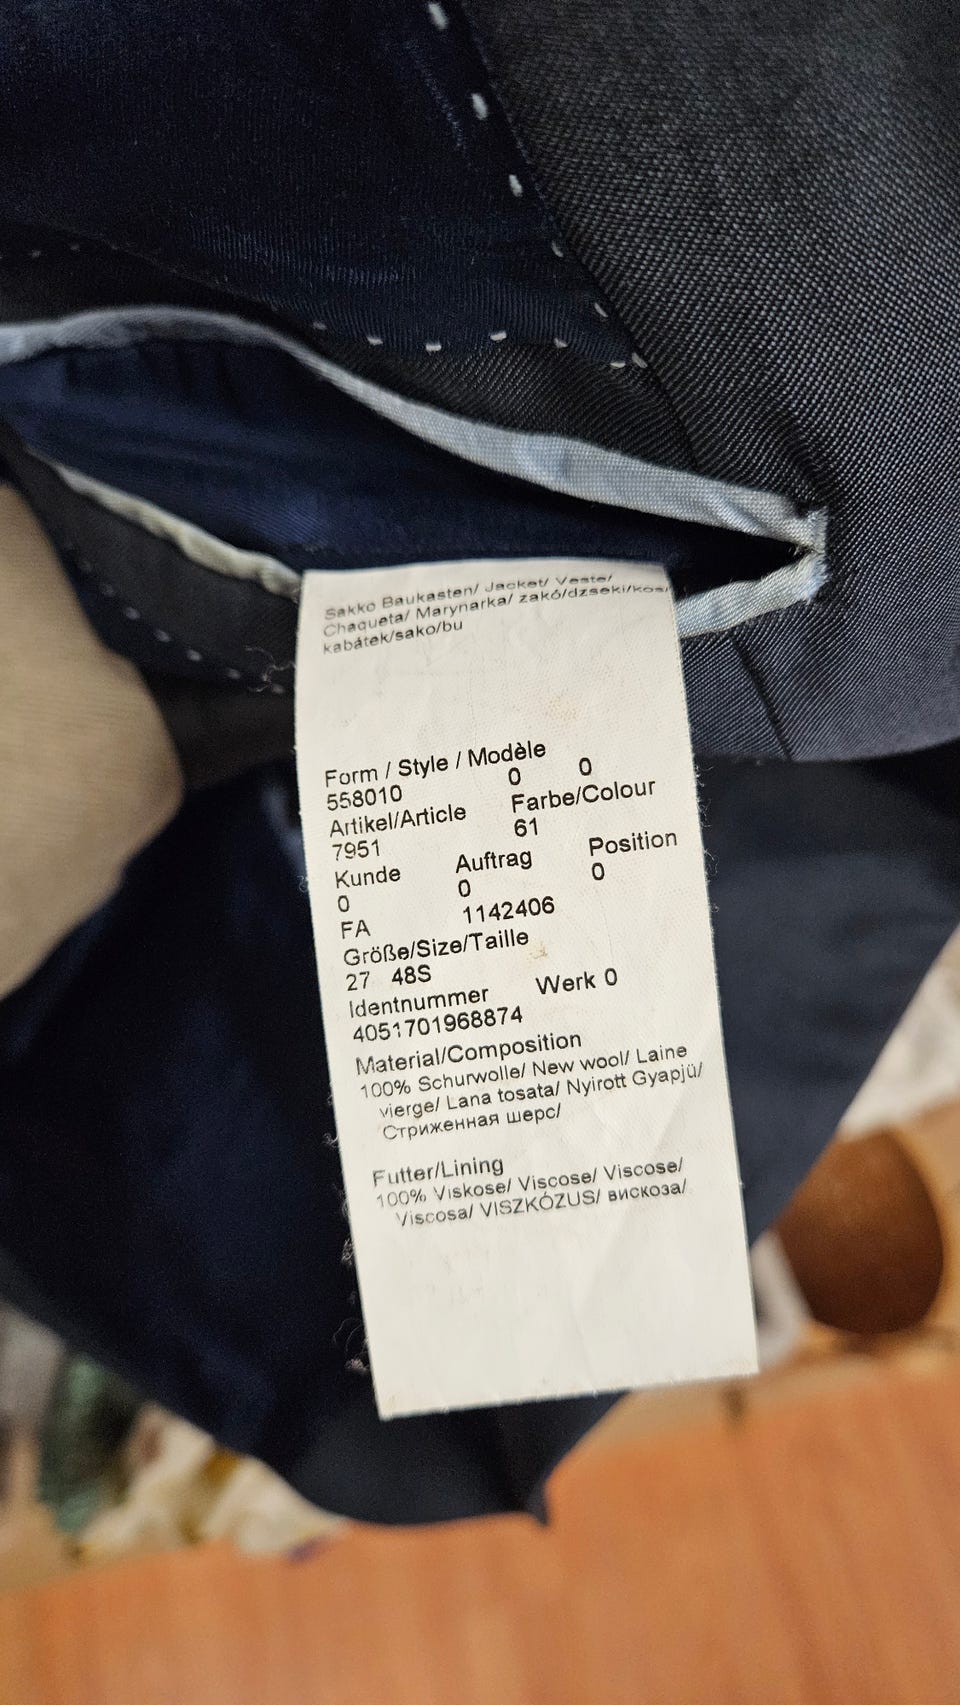 Sakko Baukasten/ Jacket/ Veste/
Chaqueta/ Marynarka/ zakó/dzseki/kos/
kabátek/sako/bu
Form / Style / Modèle
558010 0 0
Artikel/Article Farbe/Colour
7951 61
Kunde Auftrag Position
0 0 0
FA 1142406
Größe/Size/Taille
27 48S
Identnummer Werk 0
4051701968874
Material/Composition
100% Schurwolle/ New wool/ Laine
vierge/ Lana tosata/ Nyirott Gyapjü/
Стриженная шерс/
Futter/Lining
100% Viskose/ Viscose/ Viscose/
Viscosa/ VISZKÓZUS/ вискоза/